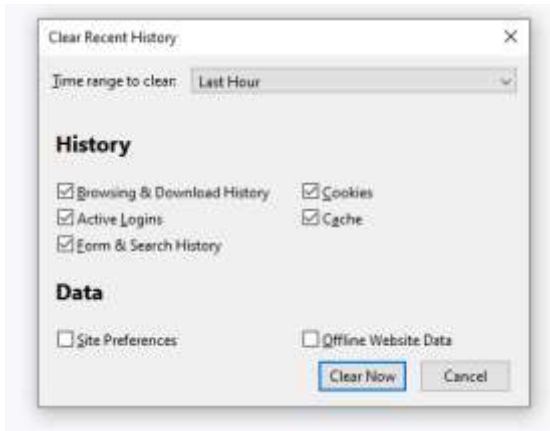 Clear Recent History
Time range to clear: Last Hour
History
Browsing & Download History Cookies
Active Logins Cache
Form & Search History
Data
Site Preferences Offline Website Data
Clear Now Cancel